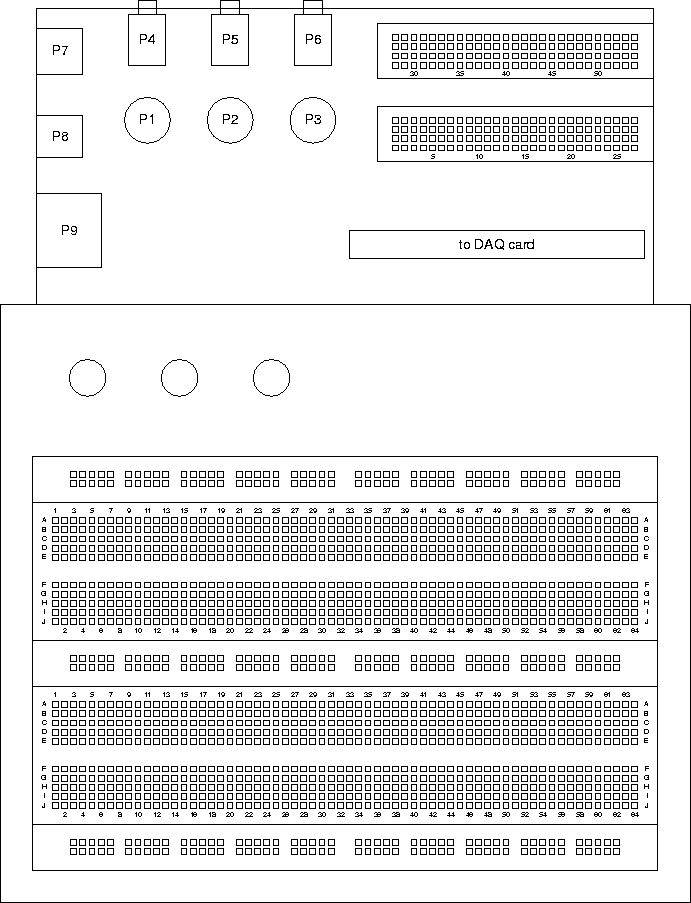 P4 P5 P6
P7
30 35 40 45 50
P1 P2 P3
P8
5 10 15 20 25
P9
to DAQ card
1 3 5 7 9 11 13 15 17 19 21 23 25 27 29 31 33 35 37 39 41 43 45 47 49 51 53 55 57 59 61 63
A A
B B
C C
D D
E E
F F
G G
H H
I I
J J
2 4 6 8 10 12 14 16 18 20 22 24 26 28 30 32 34 36 38 40 42 44 46 48 50 52 54 56 58 60 62 64
1 3 5 7 9 11 13 15 17 19 21 23 25 27 29 31 33 35 37 39 41 43 45 47 49 51 53 55 57 59 61 63
A A
B B
C C
D D
E E
F F
G G
H H
I I
J J
2 4 6 8 10 12 14 16 18 20 22 24 26 28 30 32 34 36 38 40 42 44 46 48 50 52 54 56 58 60 62 64